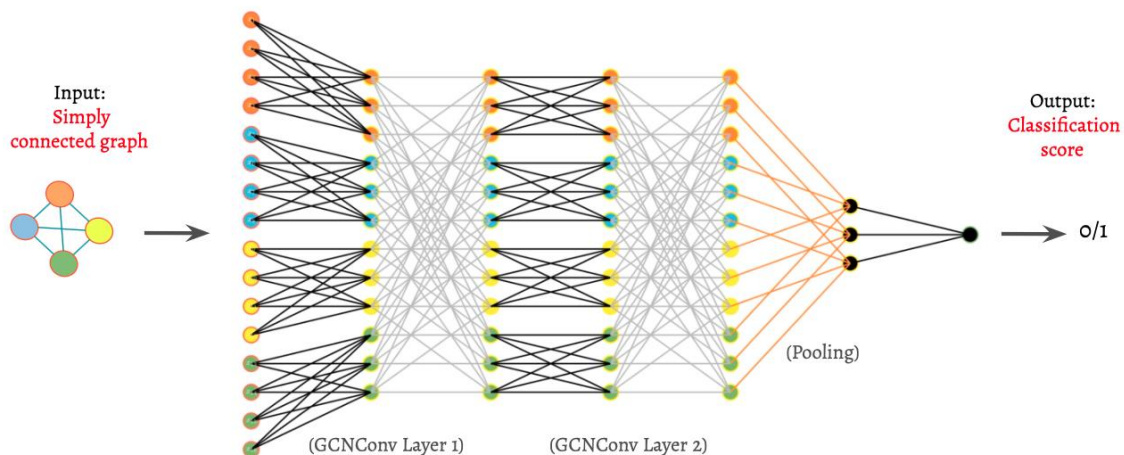 Input:
Simply
connected graph
(GCNConv Layer 1)
(GCNConv Layer 2)
(Pooling)
Output:
Classification
score
0/1